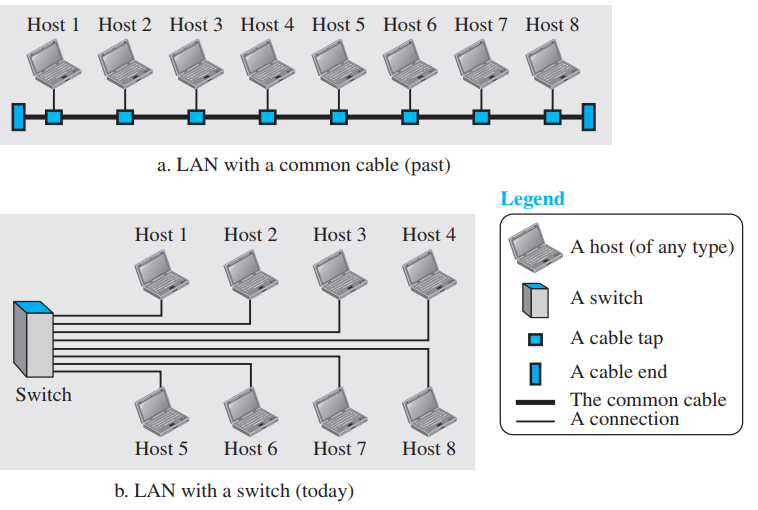 Host 1 Host 2 Host 3 Host 4 Host 5 Host 6 Host 7 Host 8
a. LAN with a common cable (past)
Legend
A host (of any type)
A switch
A cable tap
A cable end
The common cable
A connection
Host 1 Host 2 Host 3 Host 4
Switch
Host 5 Host 6 Host 7 Host 8
b. LAN with a switch (today)